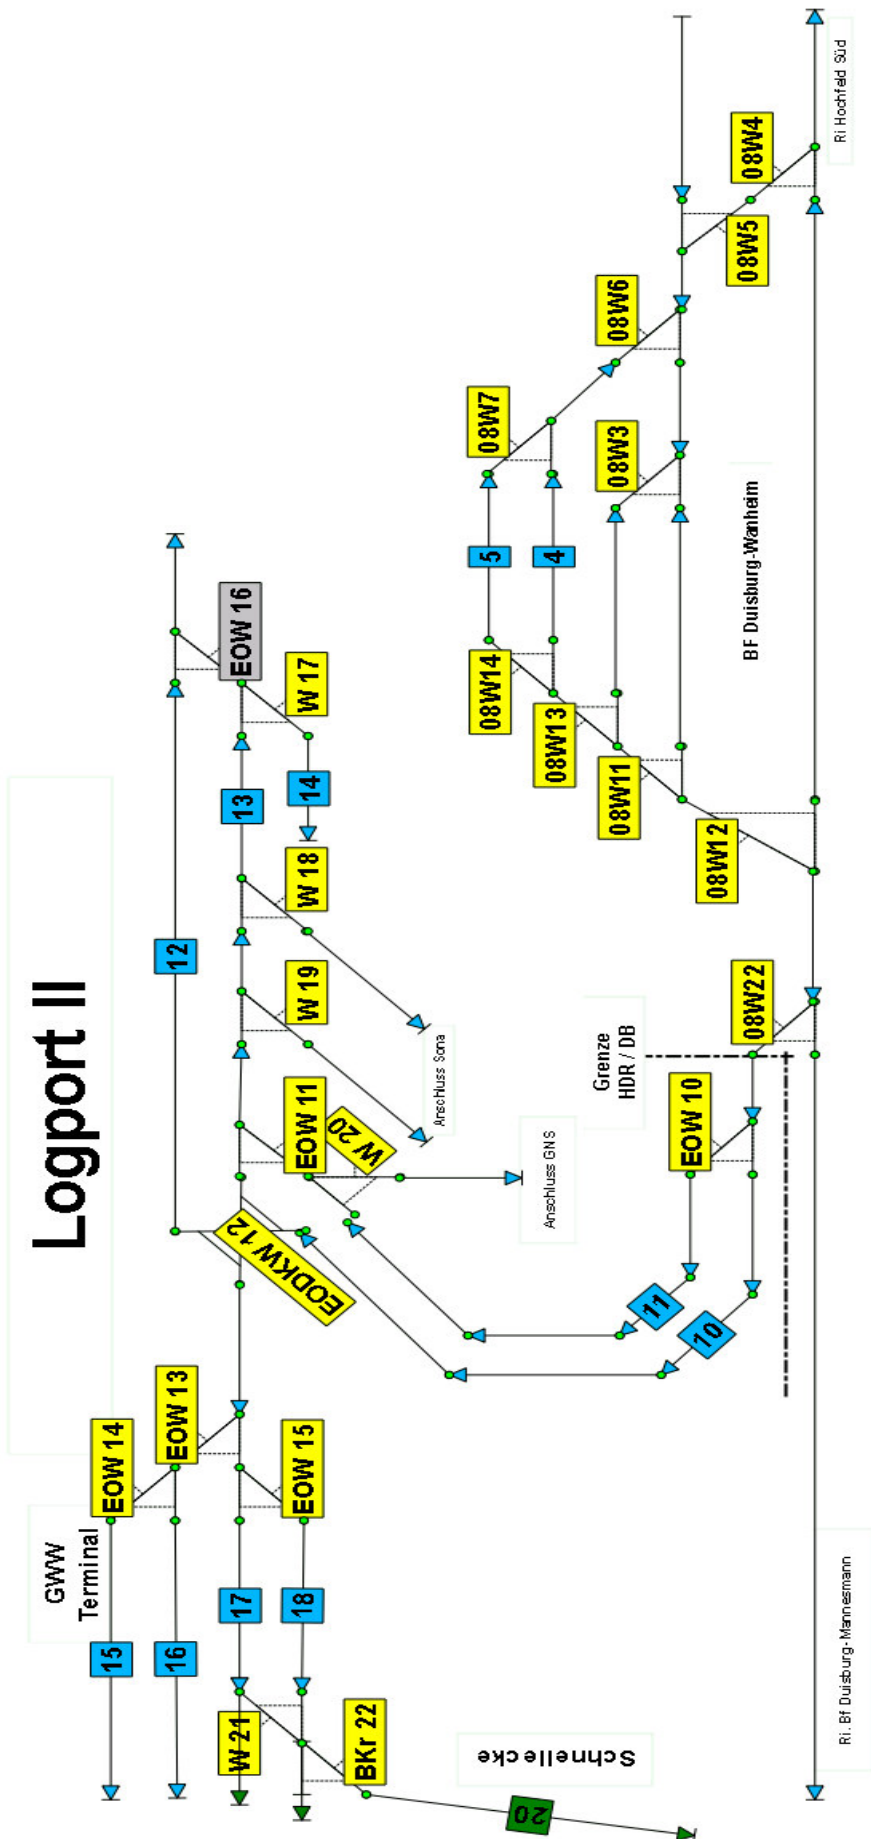 Logport II
GWW
Terminal
15
EOW 14
16
EOW 13
12
EOW 16
17
EODKW 12
EOW 11
W 19
W 18
13
W 17
18
EOW 15
W 20
14
W 21
BKr 22
Anschluss Sona
Schnellecke
20
Anschluss GNS
11
10
Grenze
HDR / DB
EOW 10
08W22
08W14
5
08W7
08W13
4
08W11
08W3
08W6
08W12
BF Duisburg-Wanheim
08W5
08W4
Ri. Bf Duisburg-Mannesmann
Ri Hochfeld Süd